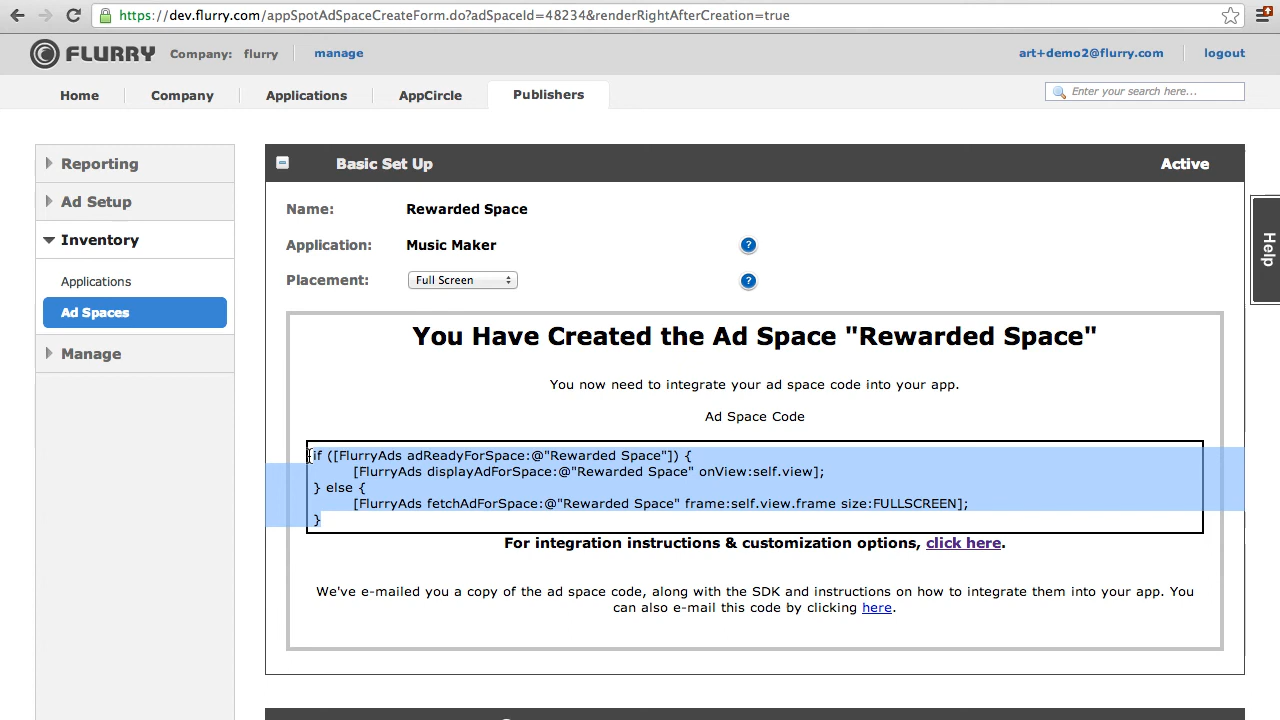 https://dev.flurry.com/appSpotAdSpaceCreateForm.do?adSpaceId=48234&renderRightAfterCreation=true
FLURRY Company: flurry manage art+demo2@flurry.com logout
Home Company Applications AppCircle Publishers Enter your search here...
Reporting
Ad Setup
Inventory
Applications
Ad Spaces
Manage
Basic Set Up Active
Name: Rewarded Space
Application: Music Maker ?
Placement: Full Screen ?
You Have Created the Ad Space "Rewarded Space"
You now need to integrate your ad space code into your app.
Ad Space Code
if ([FlurryAds adReadyForSpace:@"Rewarded Space"]) {
[FlurryAds displayAdForSpace:@"Rewarded Space" onView:self.view];
} else {
[FlurryAds fetchAdForSpace:@"Rewarded Space" frame:self.view.frame size:FULLSCREEN];
}
For integration instructions & customization options, click here.
We've e-mailed you a copy of the ad space code, along with the SDK and instructions on how to integrate them into your app. You
can also e-mail this code by clicking here.
Help